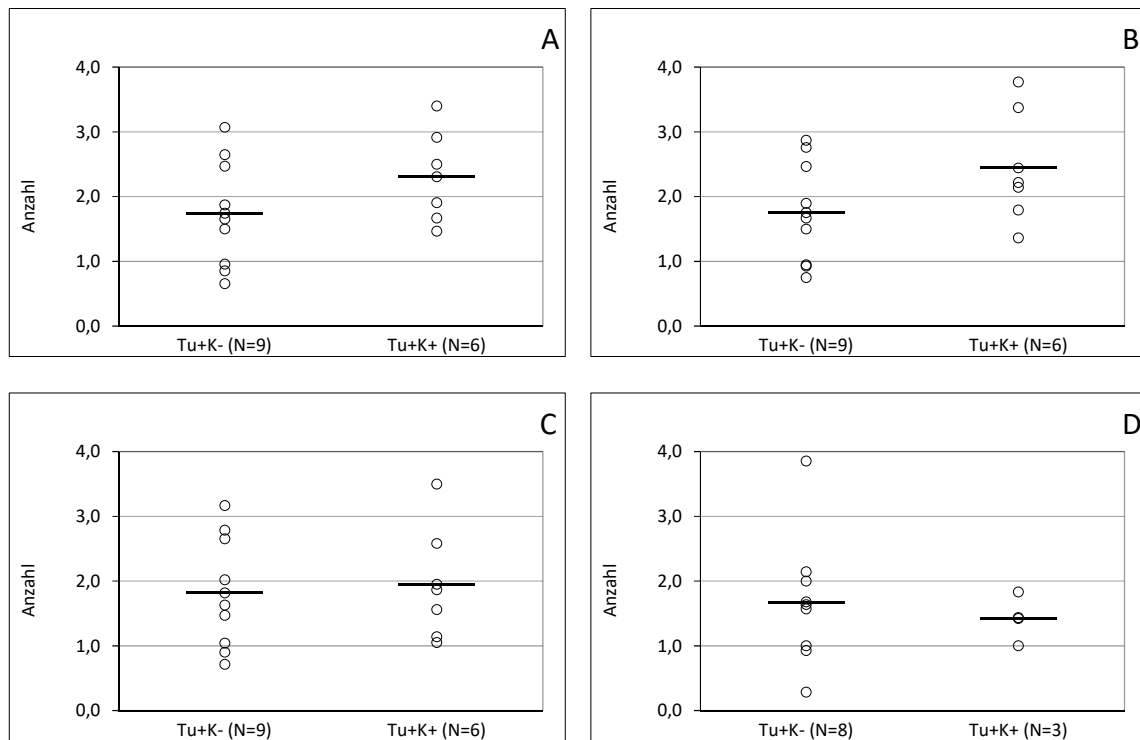 A
4,0
3,0
2,0
1,0
0,0
Anzahl
Tu+K- (N=9)
Tu+K+ (N=6)
B
4,0
3,0
2,0
1,0
0,0
Anzahl
Tu+K- (N=9)
Tu+K+ (N=6)
C
4,0
3,0
2,0
1,0
0,0
Anzahl
Tu+K- (N=9)
Tu+K+ (N=6)
D
4,0
3,0
2,0
1,0
0,0
Anzahl
Tu+K- (N=8)
Tu+K+ (N=3)